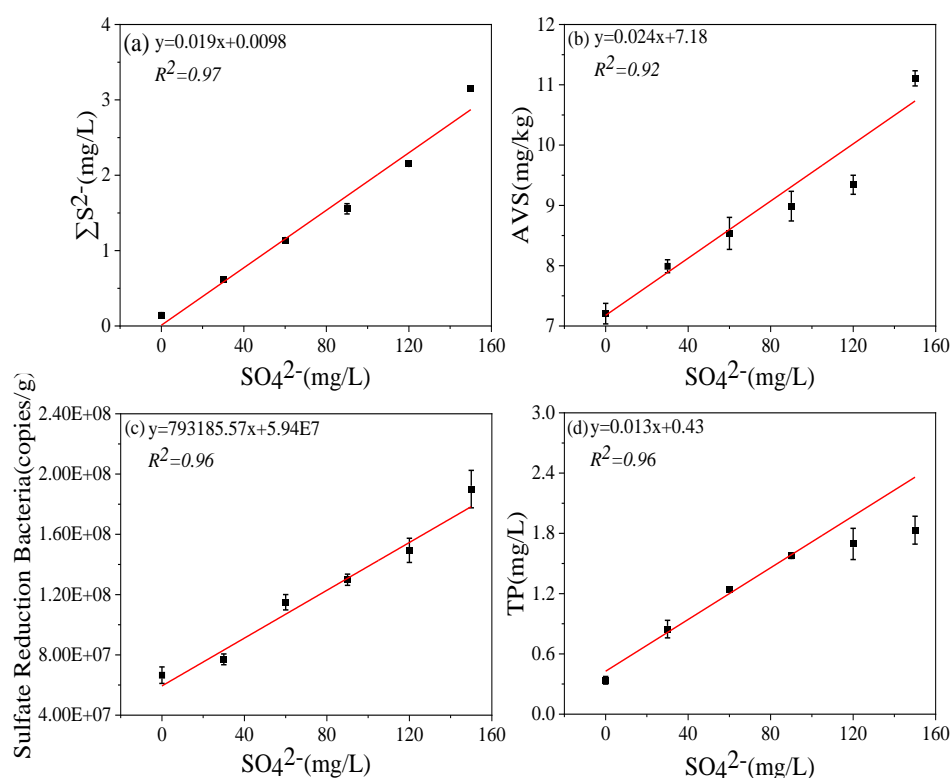 (a) y=0.019x+0.0098
R²=0.97
4
3
2
1
0
∑S²⁻(mg/L)
0 40 80 120 160
SO₄²⁻(mg/L)
(b) y=0.024x+7.18
R²=0.92
12
11
10
9
8
7
AVS(mg/kg)
0 40 80 120 160
SO₄²⁻(mg/L)
(c) y=793185.57x+5.94E7
R²=0.96
2.40E+08
2.00E+08
1.60E+08
1.20E+08
8.00E+07
4.00E+07
Sulfate Reduction Bacteria(copies/g)
0 40 80 120 160
SO₄²⁻(mg/L)
(d) y=0.013x+0.43
R²=0.96
3.0
2.4
1.8
1.2
0.6
0.0
TP(mg/L)
0 40 80 120 160
SO₄²⁻(mg/L)